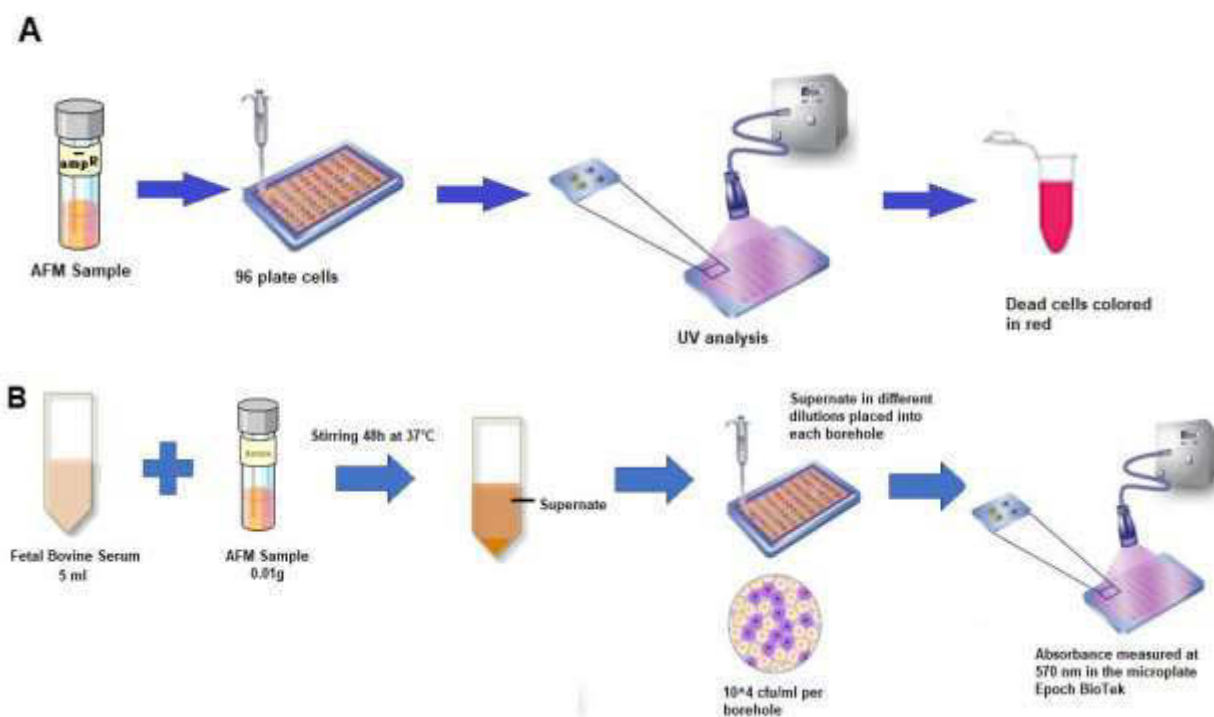 A
ampR
AFM Sample
96 plate cells
UV analysis
Dead cells colored
in red
B
Fetal Bovine Serum
5 ml
AFM Sample
0.01g
Stirring 48h at 37°C
Supernate
Supernate in different
dilutions placed into
each borehole
10^4 cfu/ml per
borehole
Absorbance measured at
570 nm in the microplate
Epoch BioTek